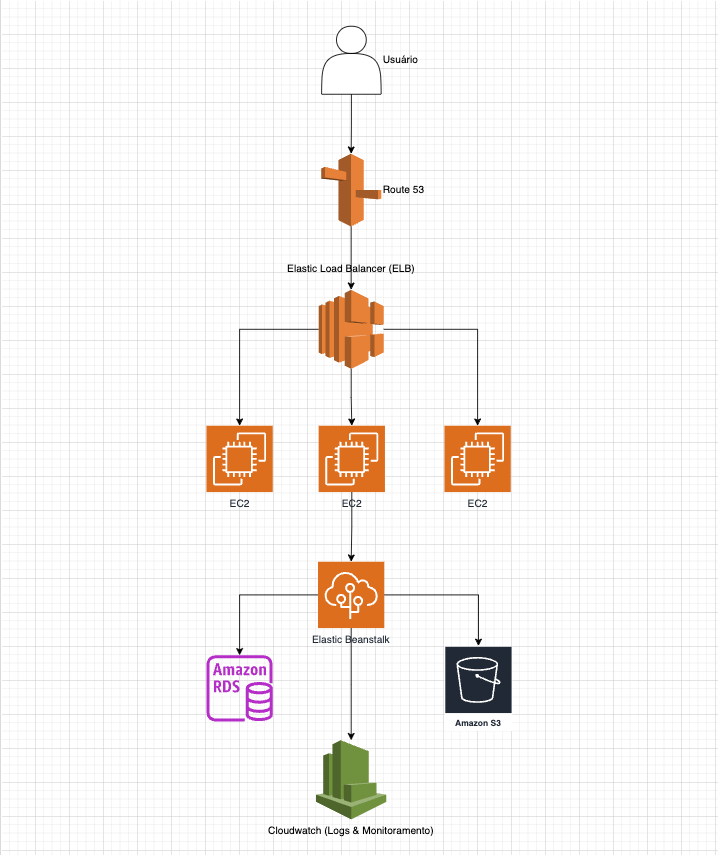 Usuário
Route 53
Elastic Load Balancer (ELB)
EC2
EC2
EC2
Elastic Beanstalk
Amazon
RDS
Amazon S3
Cloudwatch (Logs & Monitoramento)